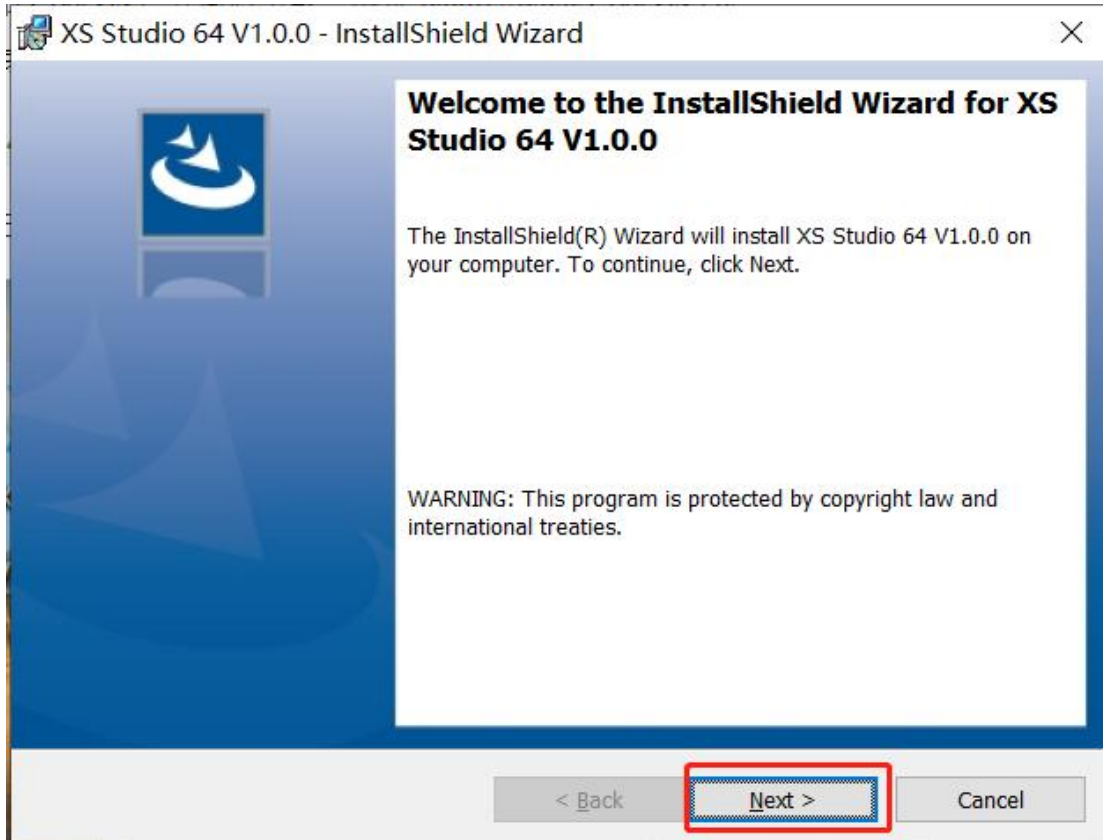 XS Studio 64 V1.0.0 - InstallShield Wizard
Welcome to the InstallShield Wizard for XS
Studio 64 V1.0.0
The InstallShield(R) Wizard will install XS Studio 64 V1.0.0 on
your computer. To continue, click Next.
WARNING: This program is protected by copyright law and
international treaties.
< Back
Next >
Cancel